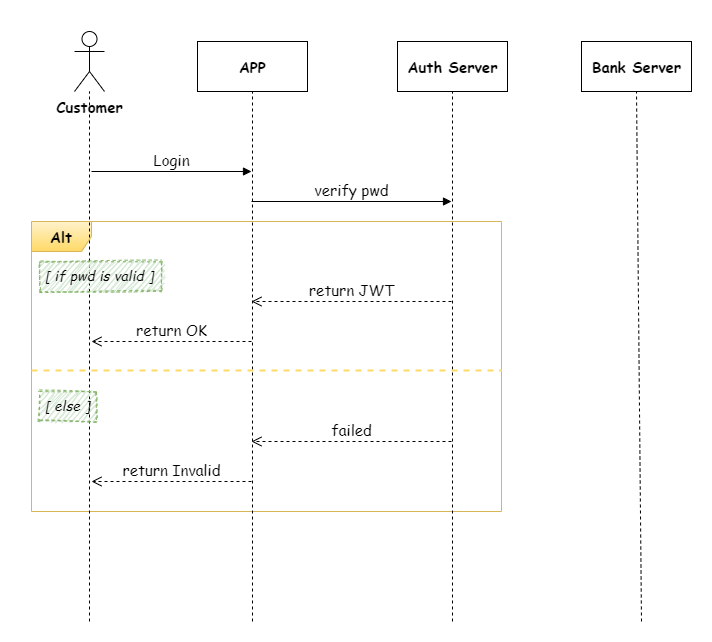 APP
Auth Server
Bank Server
Customer
Login
verify pwd
Alt
[ if pwd is valid ]
return JWT
return OK
[ else ]
failed
return Invalid